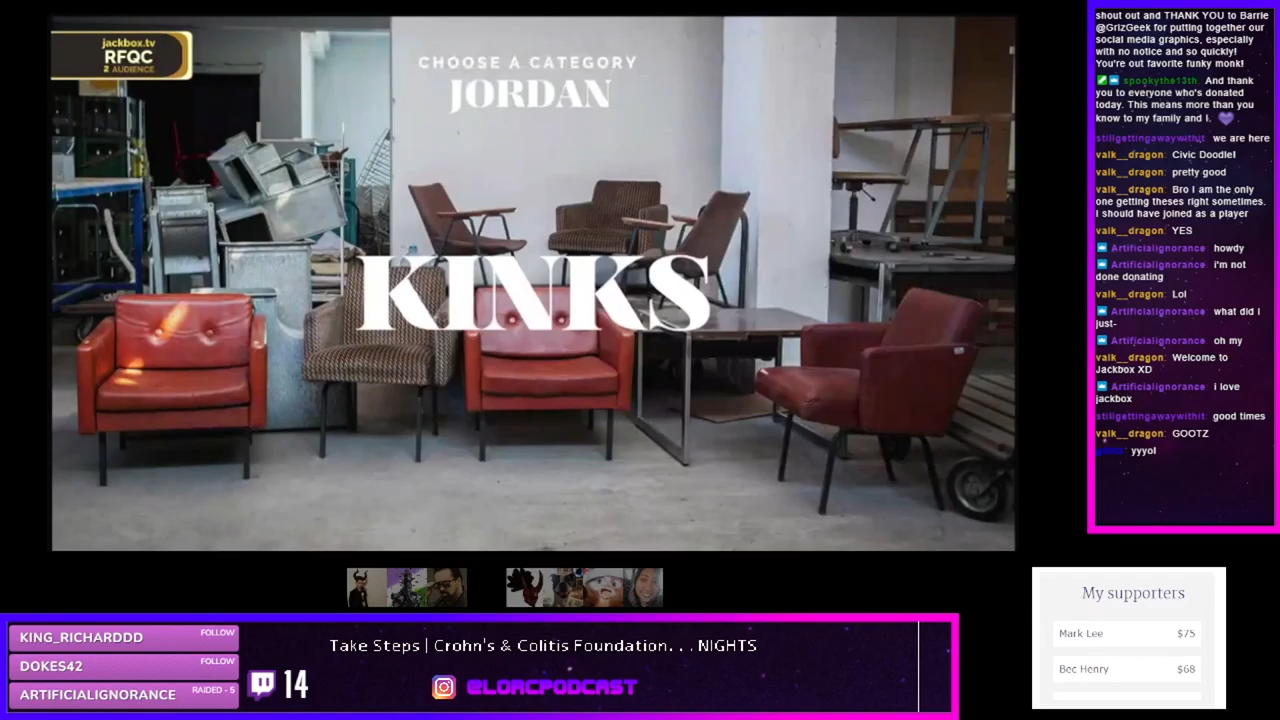 jackbox.tv
RFQC
2 AUDIENCE
CHOOSE A CATEGORY
JORDAN
KINKS
shout out and THANK YOU to Barrie
@GrizGeek for putting together our
social media graphics, especially
with no notice and so quickly!
You're out favorite funky monk!
spookythe13th: And thank
you to everyone who's donated
today. This means more than you
know to my family and I.
stillgettingawaywithit: we are here
valk__dragon: Civic Doodle!
valk__dragon: pretty good
valk__dragon: Bro I am the only
one getting theses right sometimes.
I should have joined as a player
valk__dragon: YES
Artificialignorance: howdy
Artificialignorance: i'm not
done donating
valk__dragon: Lol
Artificialignorance: what did I
just-
Artificialignorance: oh my
valk__dragon: Welcome to
Jackbox XD
Artificialignorance: i love
jackbox
stillgettingawaywithit: good times
valk__dragon: GOOTZ
yyyo!
My supporters
Mark Lee $75
Bec Henry $68
KING_RICHARDDD FOLLOW
DOKES42 FOLLOW
ARTIFICIALIGNORANCE RAIDED - 5
14
Take Steps | Crohn's & Colitis Foundation. . . NIGHTS
@LORCPODCAST